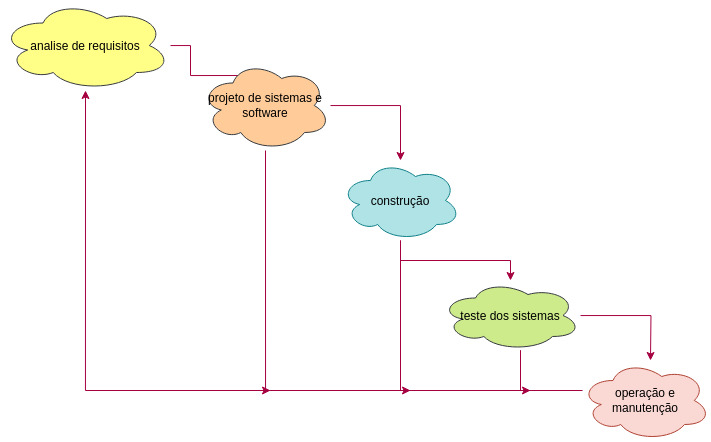 analise de requisitos
projeto de sistemas e
software
construção
teste dos sistemas
operação e
manutenção